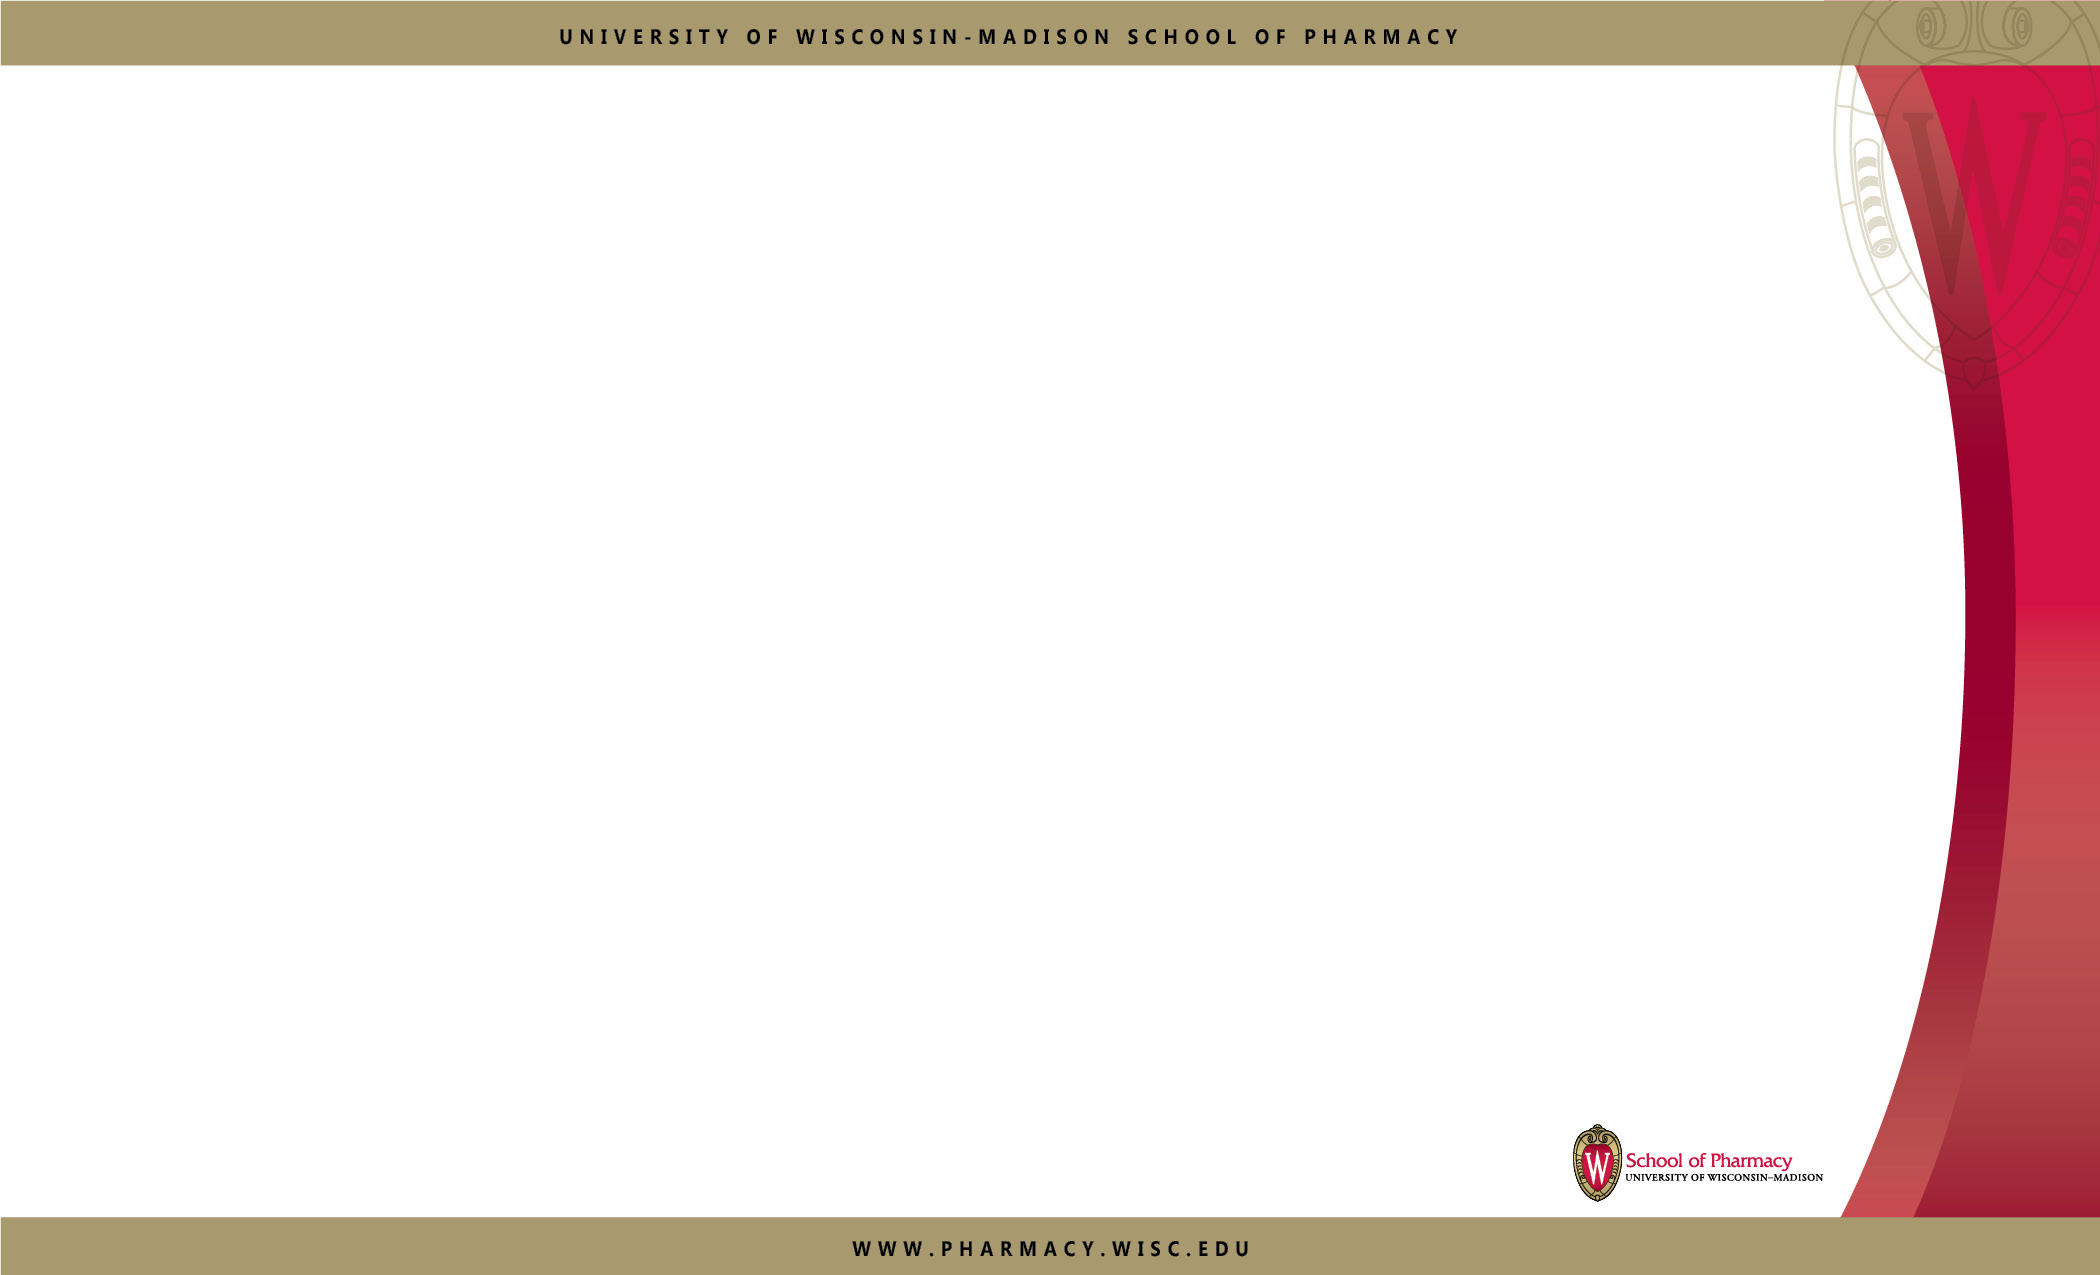 UNIVERSITY OF WISCONSIN-MADISON SCHOOL OF PHARMACY
W
W
School of Pharmacy
UNIVERSITY OF WISCONSIN–MADISON
WWW.PHARMACY.WISC.EDU